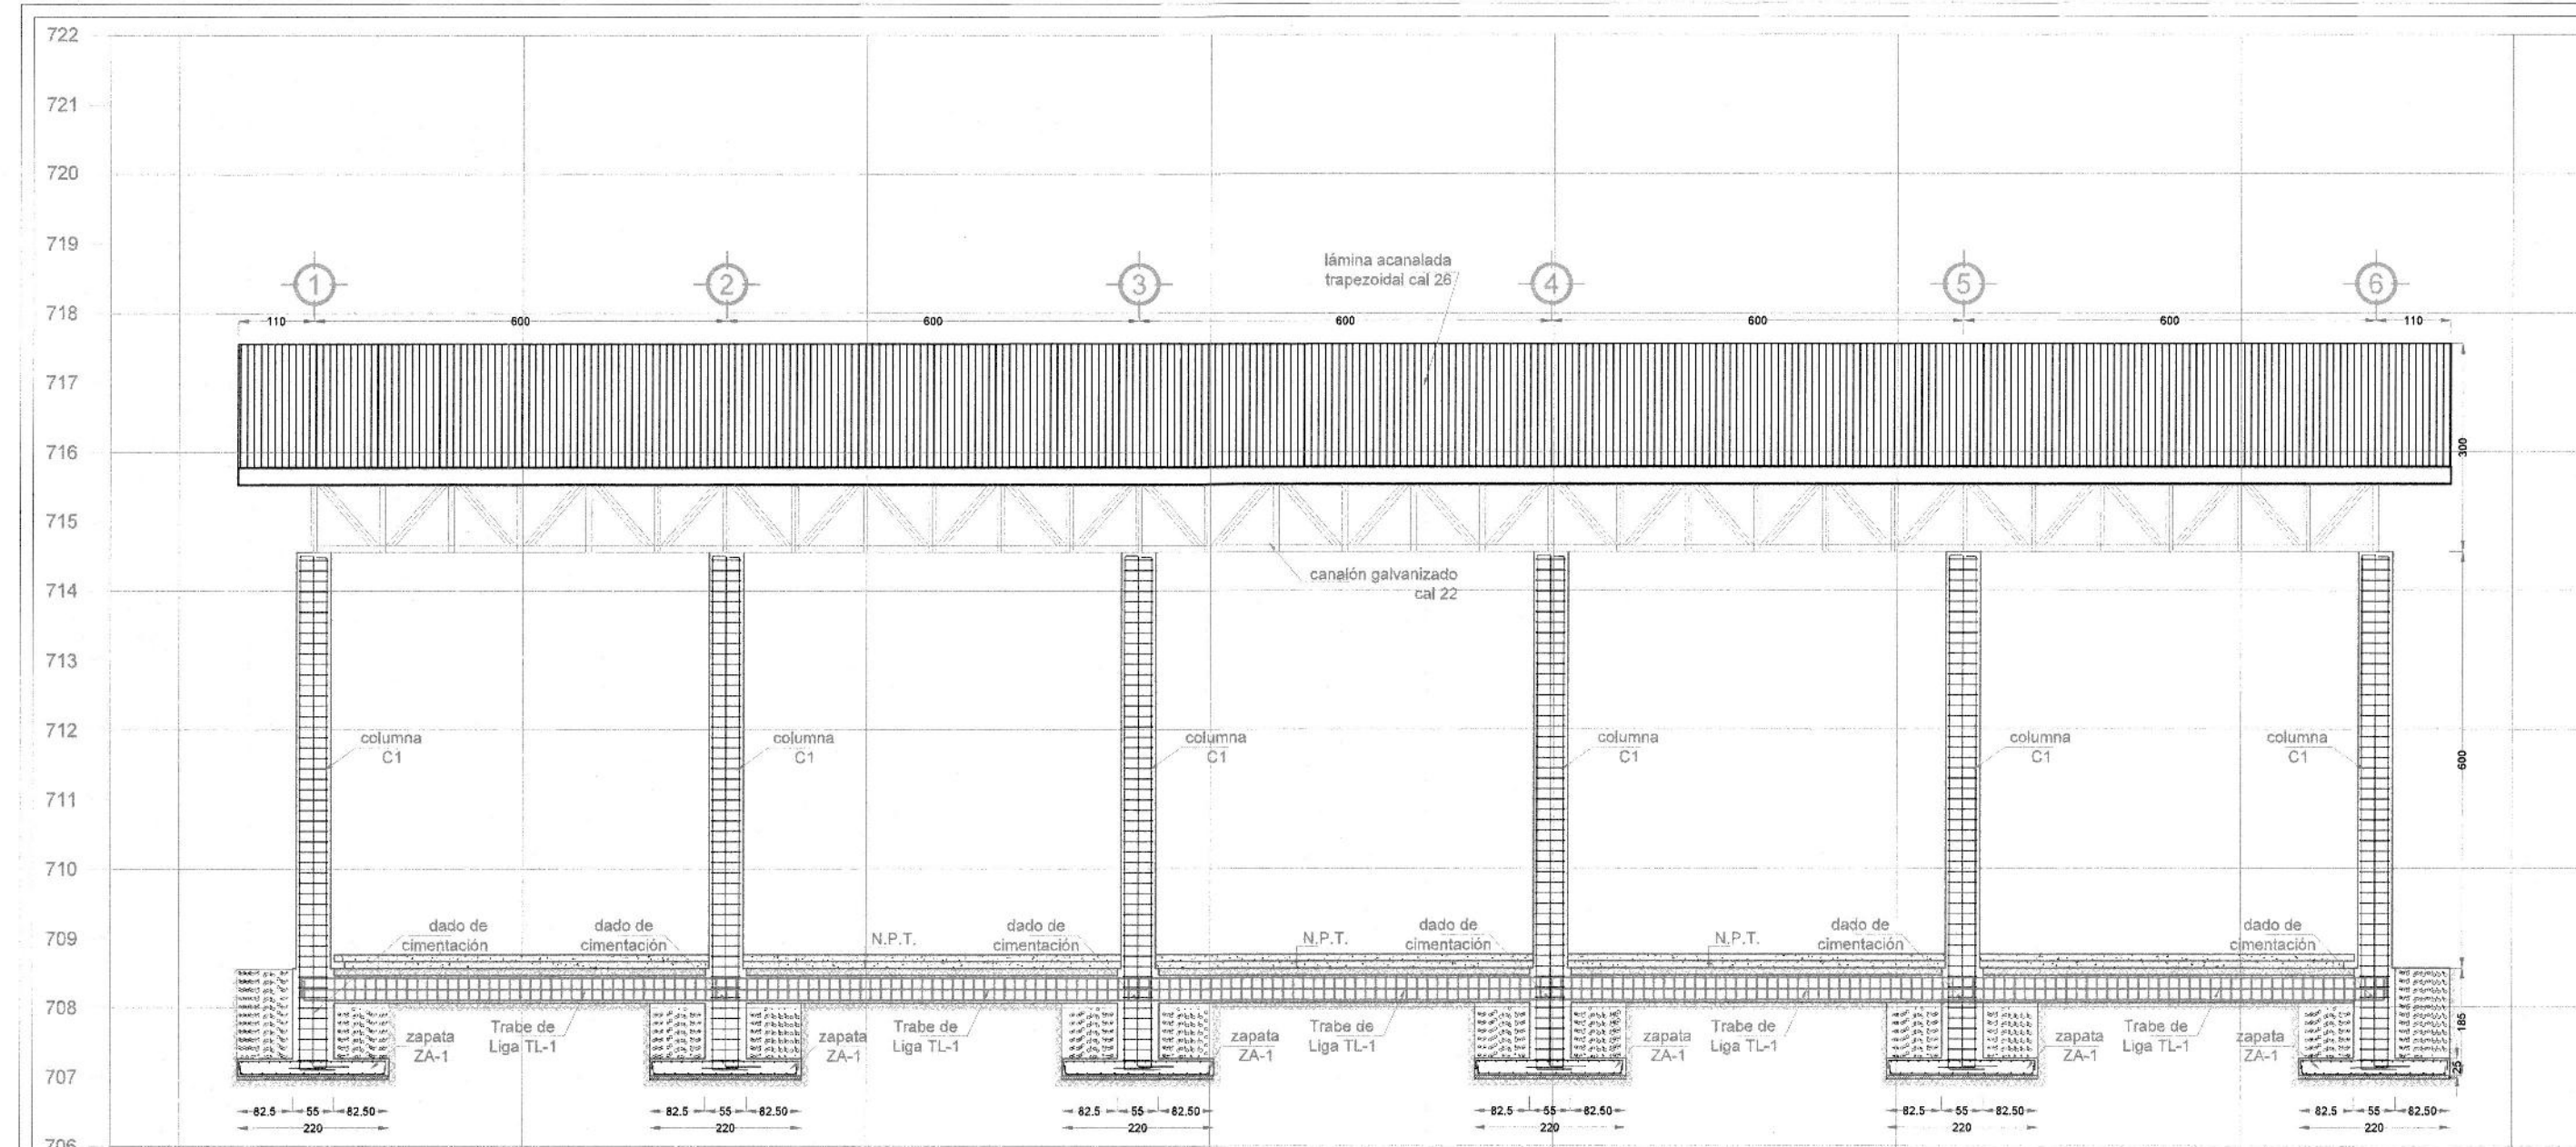 722
721
720
719
718
717
716
715
714
713
712
711
710
709
708
707
706
1
2
3
4
5
6
lámina acanalada
trapezoidal cal 26
110
600
600
600
600
600
110
300
canalón galvanizado
cal 22
columna
C1
columna
C1
columna
C1
columna
C1
columna
C1
columna
C1
600
dado de
cimentación
dado de
cimentación
N.P.T.
dado de
cimentación
N.P.T.
dado de
cimentación
N.P.T.
dado de
cimentación
dado de
cimentación
zapata
ZA-1
Trabe de
Liga TL-1
zapata
ZA-1
Trabe de
Liga TL-1
zapata
ZA-1
Trabe de
Liga TL-1
zapata
ZA-1
Trabe de
Liga TL-1
zapata
ZA-1
Trabe de
Liga TL-1
zapata
ZA-1
185
25
82.5 55 82.50
220
82.5 55 82.50
220
82.5 55 82.50
220
82.5 55 82.50
220
82.5 55 82.50
220
82.5 55 82.50
220